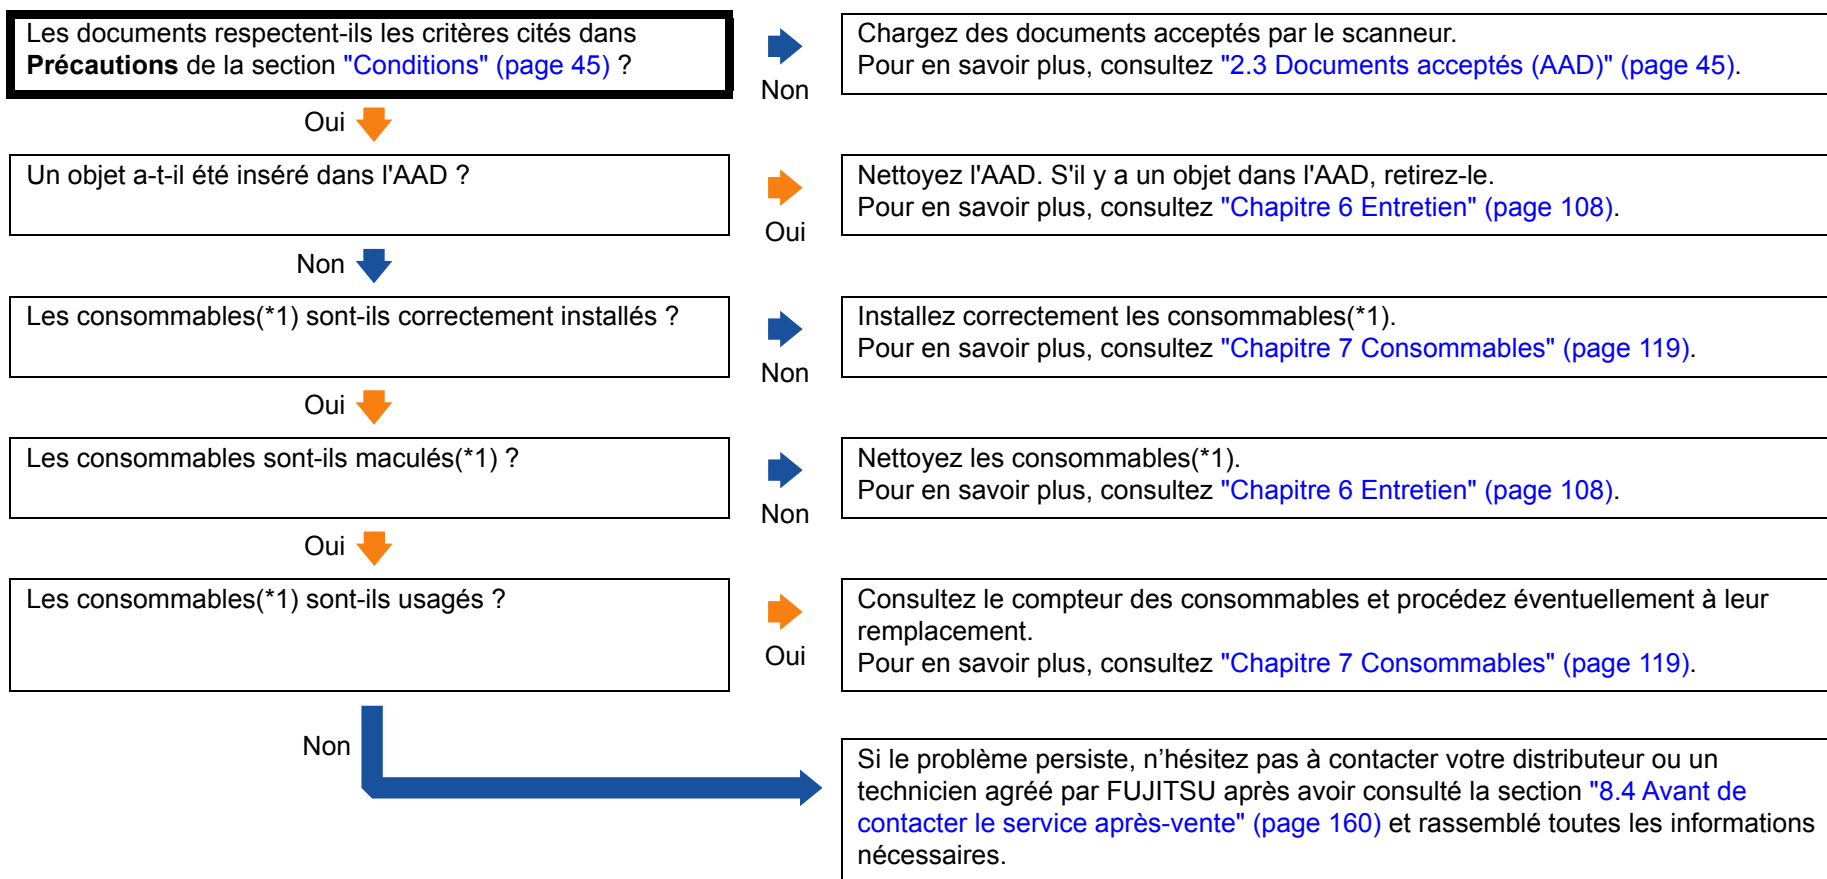 Les documents respectent-ils les critères cités dans
Précautions de la section "Conditions" (page 45) ?
Non
Chargez des documents acceptés par le scanneur.
Pour en savoir plus, consultez "2.3 Documents acceptés (AAD)" (page 45).
Oui
Un objet a-t-il été inséré dans l'AAD ?
Oui
Nettoyez l'AAD. S'il y a un objet dans l'AAD, retirez-le.
Pour en savoir plus, consultez "Chapitre 6 Entretien" (page 108).
Non
Les consommables(*1) sont-ils correctement installés ?
Non
Installez correctement les consommables(*1).
Pour en savoir plus, consultez "Chapitre 7 Consommables" (page 119).
Oui
Les consommables sont-ils maculés(*1) ?
Non
Nettoyez les consommables(*1).
Pour en savoir plus, consultez "Chapitre 6 Entretien" (page 108).
Oui
Les consommables(*1) sont-ils usagés ?
Oui
Consultez le compteur des consommables et procédez éventuellement à leur
remplacement.
Pour en savoir plus, consultez "Chapitre 7 Consommables" (page 119).
Non
Si le problème persiste, n’hésitez pas à contacter votre distributeur ou un
technicien agréé par FUJITSU après avoir consulté la section "8.4 Avant de
contacter le service après-vente" (page 160) et rassemblé toutes les informations
nécessaires.